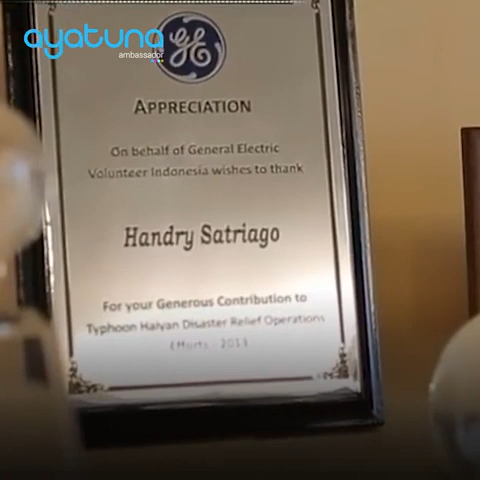 ayatuna
ambassador
GE
APPRECIATION
On behalf of General Electric
Volunteer Indonesia wishes to thank
Handry Satriago
For your Generous Contribution to
Typhoon Haiyan Disaster Relief Operations